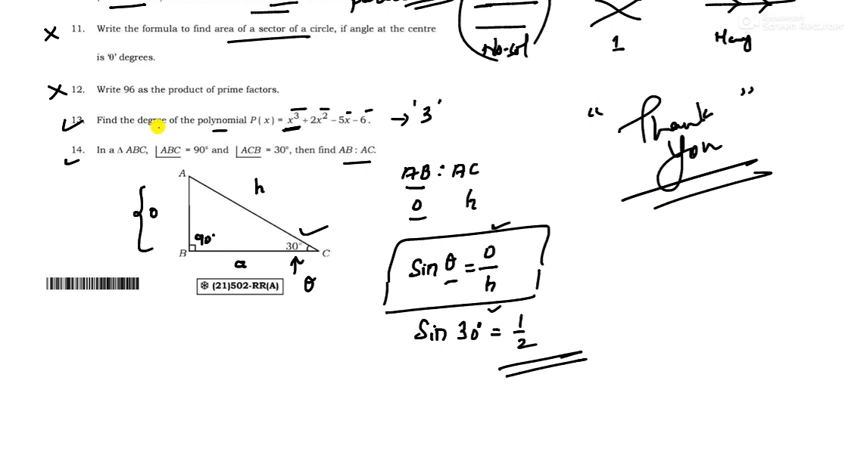 11. Write the formula to find area of a sector of a circle, if angle at the centre
is 'θ' degrees.
No-sol
1
Many
12. Write 96 as the product of prime factors.
13. Find the degree of the polynomial P ( x ) = x³ + 2x² – 5x – 6 .
→ '3'
" Thank
You "
14. In a Δ ABC, ∠ABC = 90° and ∠ACB = 30°, then find AB : AC.
A
h
AB : AC
O h
O
90°
30°
B
a
C
θ
Sin θ = O/h
❉ (21)502-RR(A)
Sin 30° = 1/2